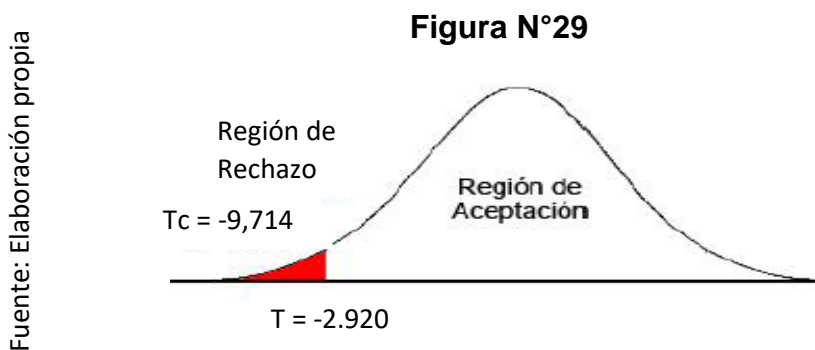 Figura N°29
Fuente: Elaboración propia
Región de
Rechazo
Tc = -9,714
Región de
Aceptación
T = -2.920